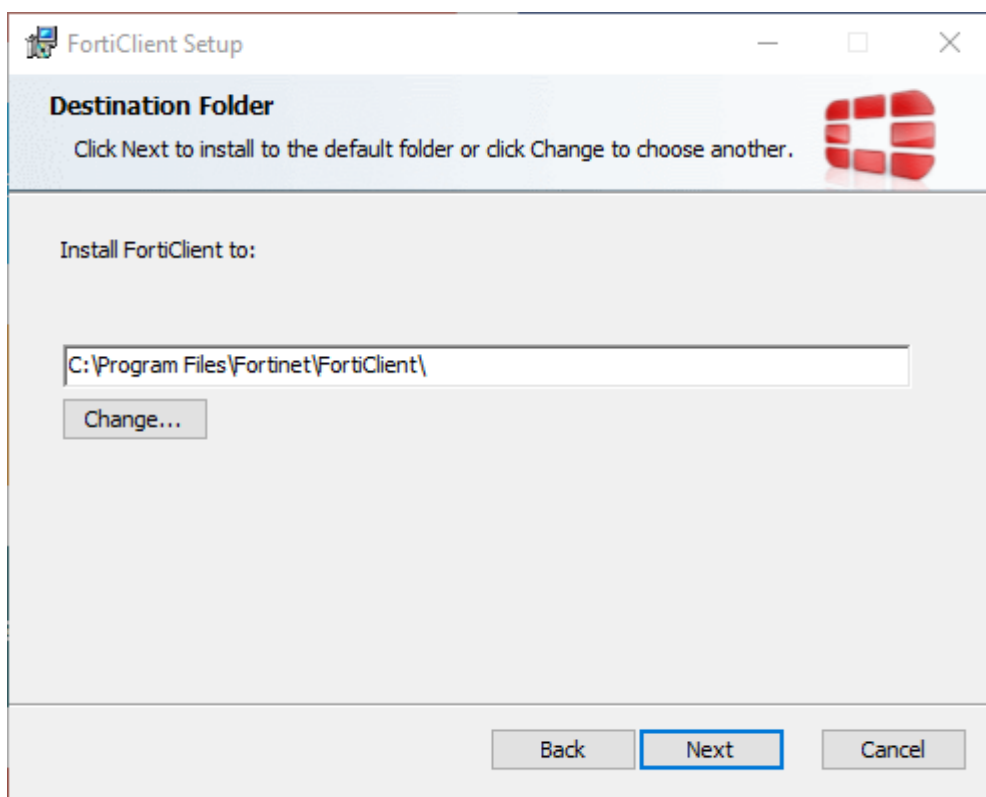 FortiClient Setup
Destination Folder
Click Next to install to the default folder or click Change to choose another.
Install FortiClient to:
C:\Program Files\Fortinet\FortiClient\
Change...
Back Next Cancel